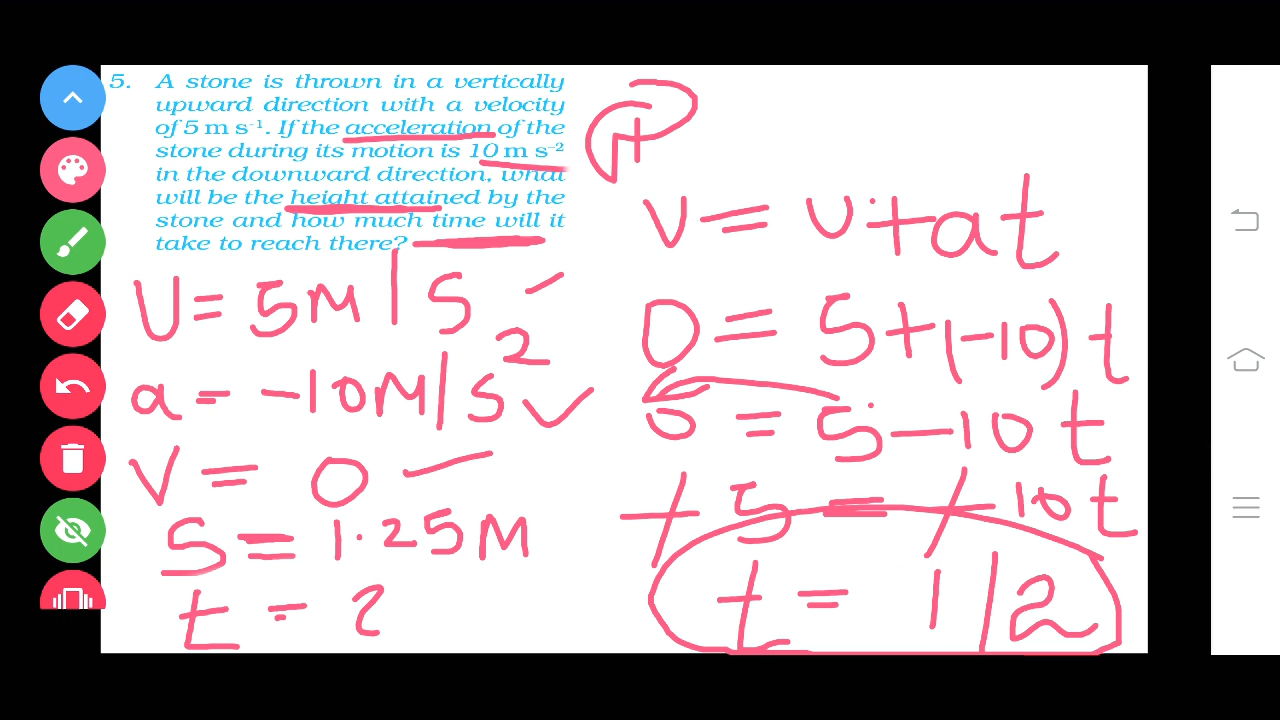 5. A stone is thrown in a vertically
upward direction with a velocity
of 5 m s⁻¹. If the acceleration of the
stone during its motion is 10 m s⁻²
in the downward direction, what
will be the height attained by the
stone and how much time will it
take to reach there?
U = 5M/S
a = -10M/S²
V = 0
S = 1.25M
t = ?
V = U + at
0 = 5 + (-10) t
0 = 5 - 10 t
-5 = -10t
t = 1/2